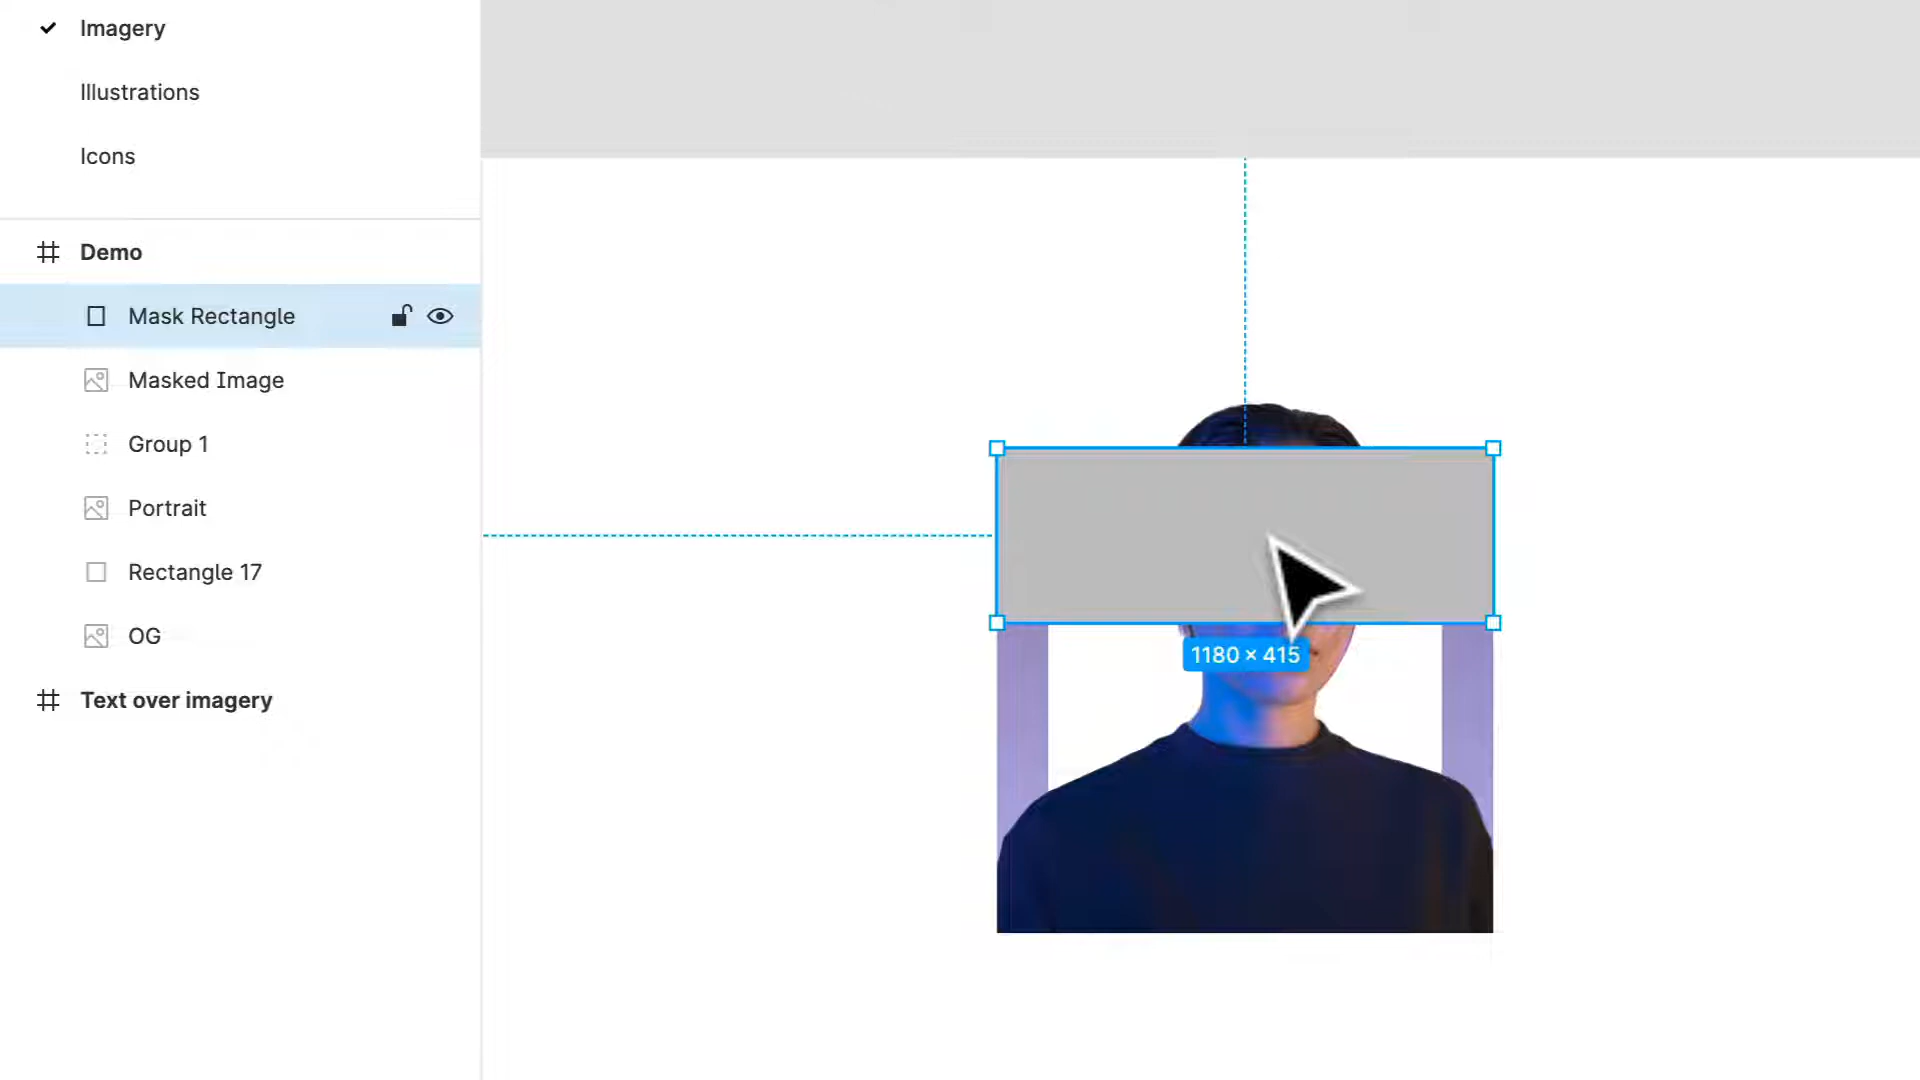 Imagery
Illustrations
Icons
Demo
Mask Rectangle
Masked Image
Group 1
Portrait
Rectangle 17
OG
Text over imagery
1180 × 415